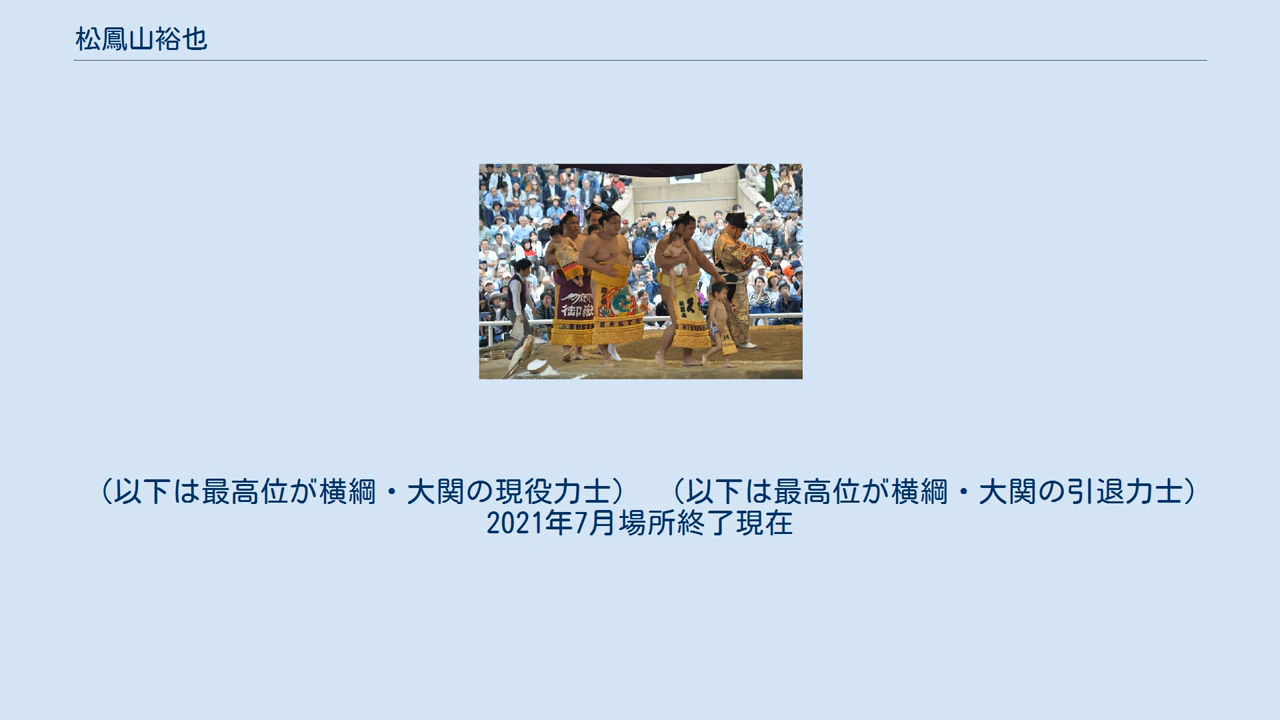 松鳳山裕也
御嶽
（以下は最高位が横綱・大関の現役力士） （以下は最高位が横綱・大関の引退力士）
2021年7月場所終了現在